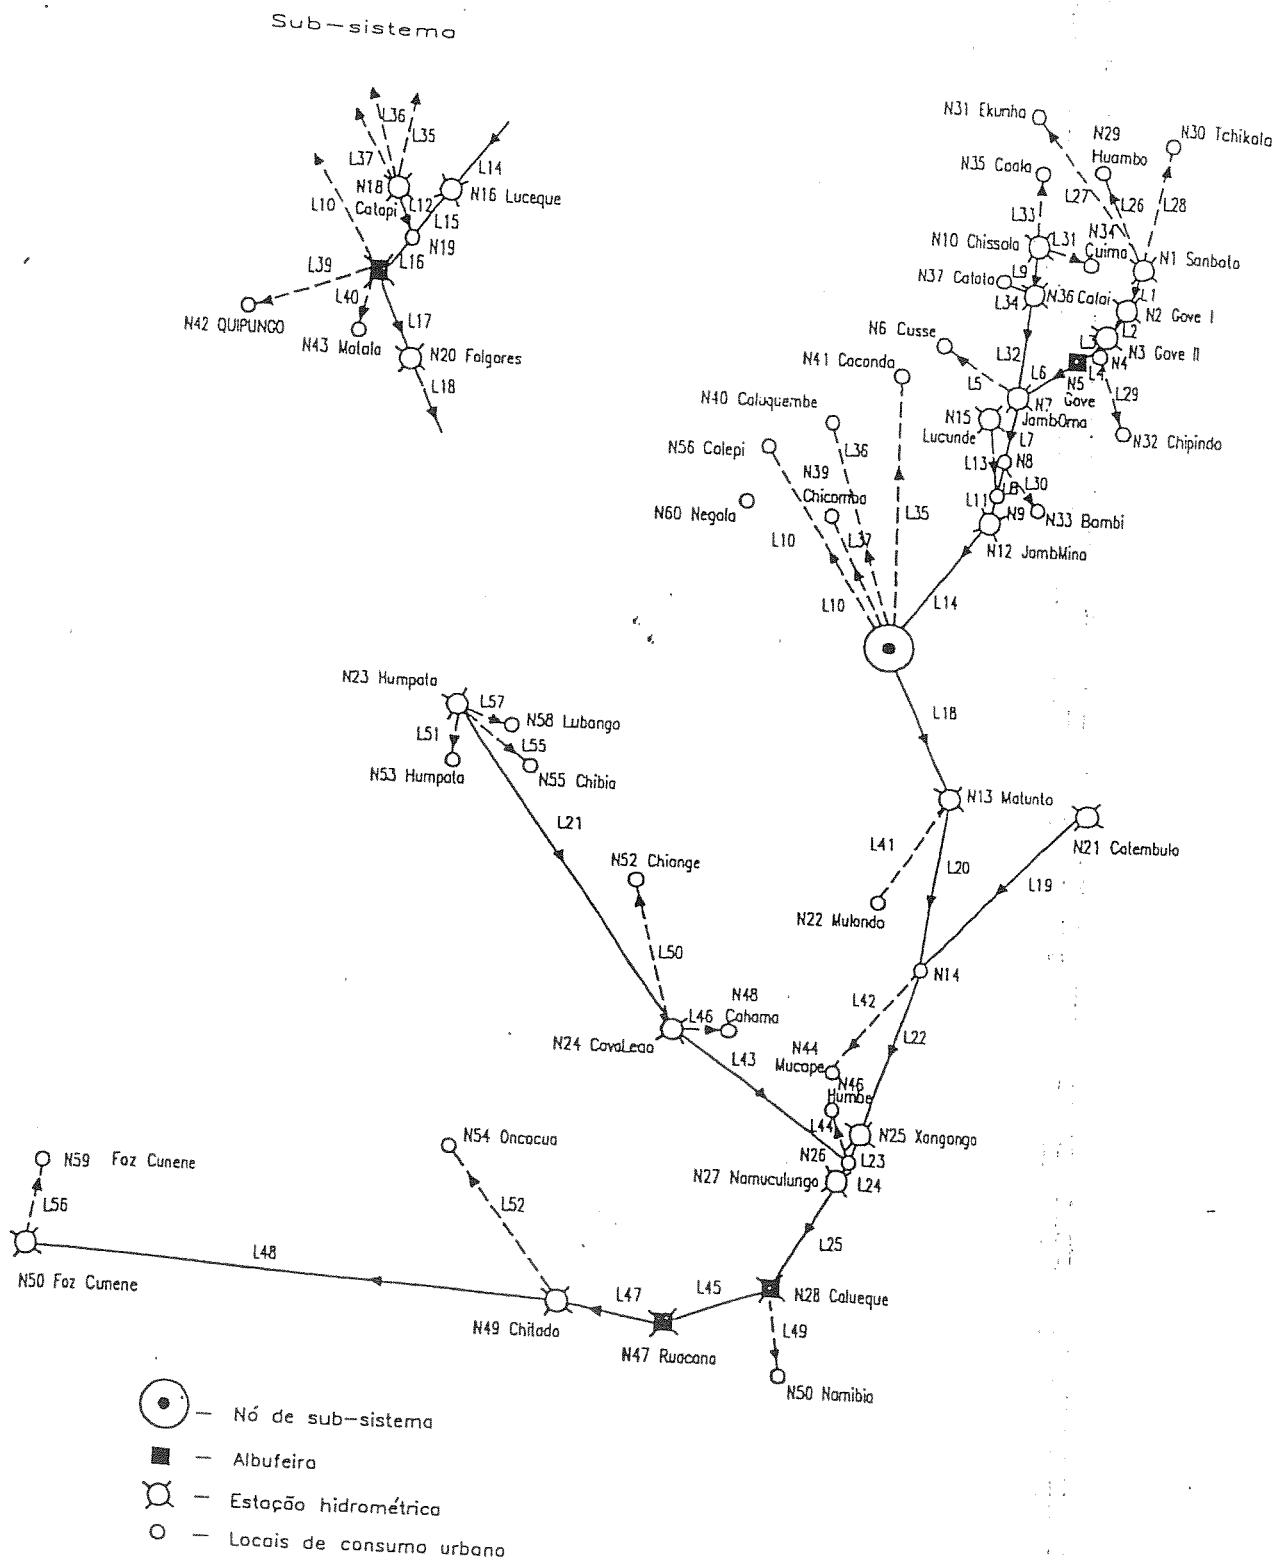 Sub-sistema
L36
L35
L37
L14
N18
Catapi
L12
N16 Luceque
L10
L15
N19
L16
L39
L40
N42 QUIPUNGO
L17
N43 Matala
N20 Folgares
L18
N31 Ekunha
N29
Huambo
N30 Tchikala
N35 Caala
L27
L26
L28
L33
N10 Chissola
L31
N34
Cuima
N1 Sanbala
N37 Catata
L9
L34
N36 Calai
L1
N2 Gove I
N6 Cusse
L3
L2
N3 Gove II
N4
L32
L6
N5
L4
Gove
L5
L29
N41 Caconda
N7
JambOma
N40 Caluquembe
N15
Lucunde
L7
N32 Chipindo
N56 Calepi
L36
N8
L13
N39
Chicomba
L30
L8
L11
N60 Negala
L35
N9
N33 Bambi
L10
L37
N12 JambMina
L10
L14
N23 Humpata
L57
N58 Lubango
L18
L51
L55
N53 Humpata
N55 Chibia
N13 Matunto
L21
L41
N21 Catembulo
N52 Chiange
L20
L19
N22 Mulondo
L50
N14
N48
Cahama
L46
L42
N24 CovaLeao
L22
L43
N44
Mucope
N46
Humbe
L44
N25 Xangongo
N54 Oncocua
N26
L23
N59 Foz Cunene
N27 Namuculungo
L24
L56
L52
L25
L48
N50 Foz Cunene
L47
L45
N28 Calueque
N49 Chitado
L49
N47 Ruacana
N50 Namibia
– Nó de sub-sistema
– Albufeira
– Estação hidrométrica
– Locais de consumo urbano